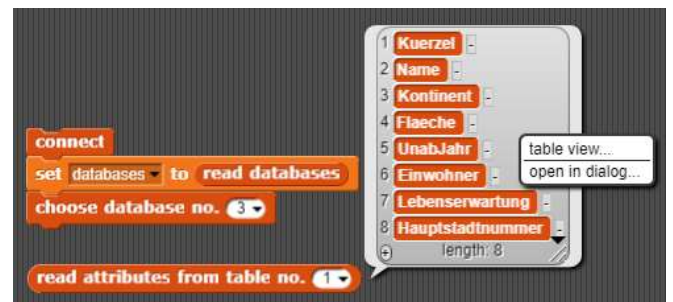 connect
set databases to read databases
choose database no. 3
read attributes from table no. 1
1 Kuerzel -
2 Name -
3 Kontinent -
4 Flaeche -
5 UnabJahr -
6 Einwohner -
7 Lebenserwartung -
8 Hauptstadtnummer -
+ length: 8
table view...
open in dialog...